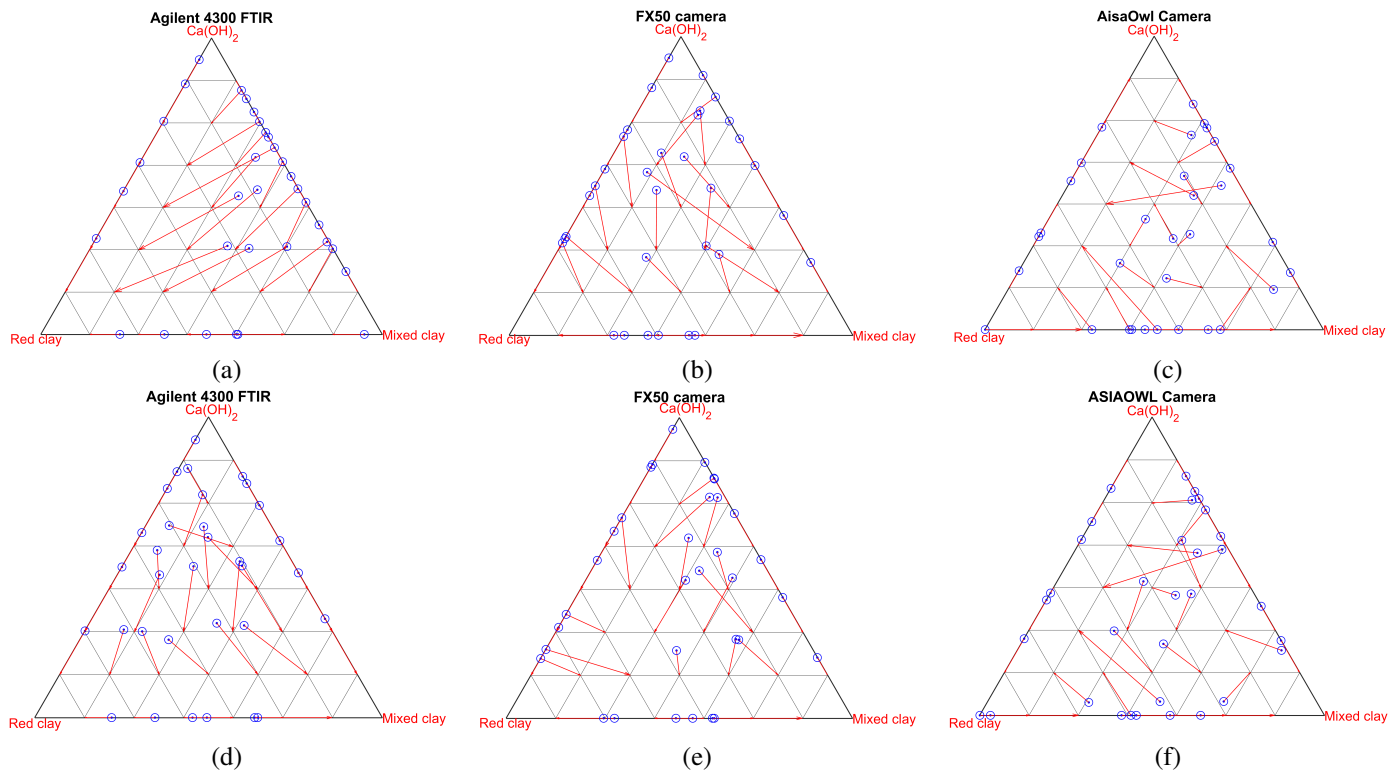 Agilent 4300 FTIR
Ca(OH)2
Red clay
Mixed clay
(a)
FX50 camera
Ca(OH)2
Red clay
Mixed clay
(b)
AisaOwl Camera
Ca(OH)2
Red clay
Mixed clay
(c)
Agilent 4300 FTIR
Ca(OH)2
Red clay
Mixed clay
(d)
FX50 camera
Ca(OH)2
Red clay
Mixed clay
(e)
ASIAOWL Camera
Ca(OH)2
Red clay
Mixed clay
(f)